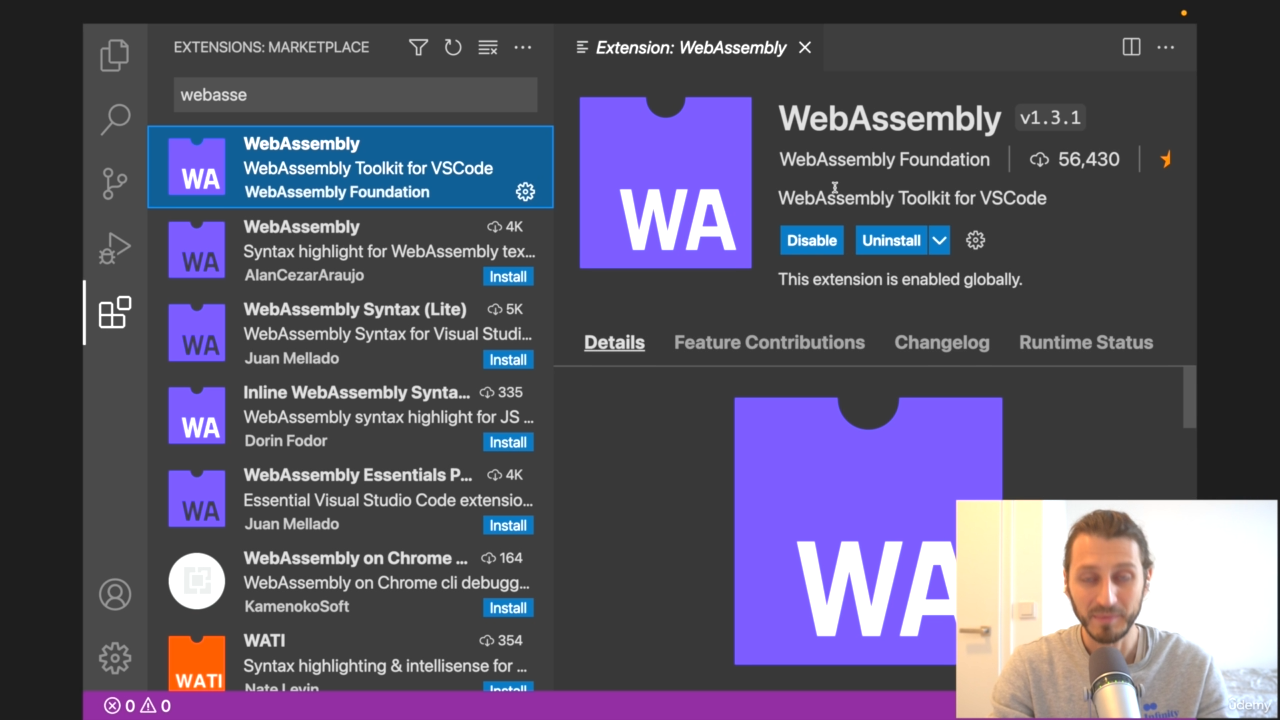 EXTENSIONS: MARKETPLACE
webasse
WebAssembly
WebAssembly Toolkit for VSCode
WebAssembly Foundation
WA
WebAssembly 4K
Syntax highlight for WebAssembly tex...
AlanCezarAraujo Install
WA
WebAssembly Syntax (Lite) 5K
WebAssembly Syntax for Visual Studi...
Juan Mellado Install
WA
Inline WebAssembly Synta... 335
WebAssembly syntax highlight for JS ...
Dorin Fodor Install
WA
WebAssembly Essentials P... 4K
Essential Visual Studio Code extensio...
Juan Mellado Install
WA
WebAssembly on Chrome ... 164
WebAssembly on Chrome cli debugg...
KamenokoSoft Install
WATI 354
Syntax highlighting & intellisense for ...
Nate Levin Install
WATI
0 0
Extension: WebAssembly
WA
WebAssembly v1.3.1
WebAssembly Foundation 56,430
WebAssembly Toolkit for VSCode
Disable Uninstall
This extension is enabled globally.
Details Feature Contributions Changelog Runtime Status
WA
Infinity
udemy